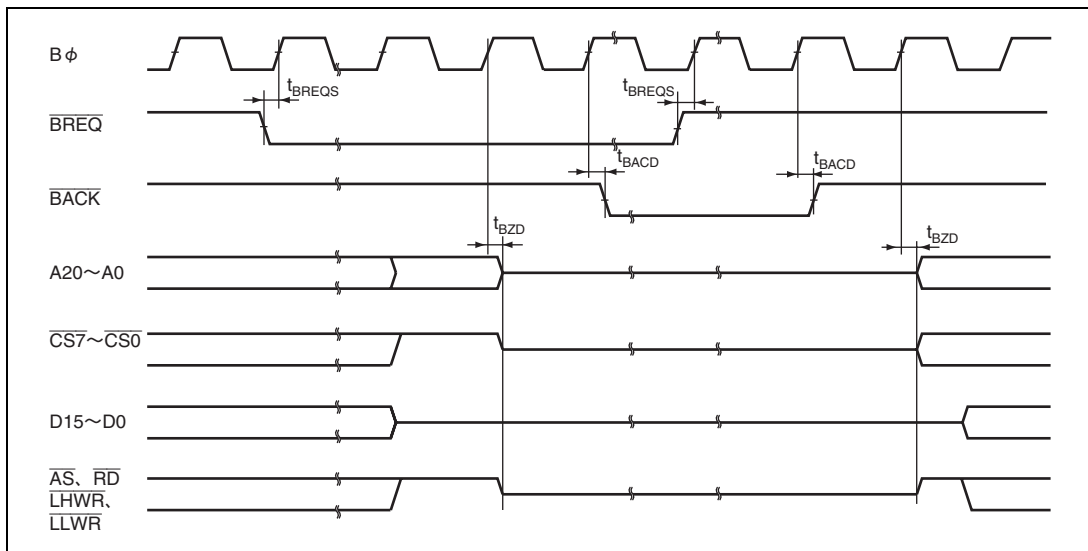 Bφ
tBREQS
tBREQS
BREQ
tBACD
tBACD
BACK
tBZD
tBZD
A20～A0
CS7～CS0
D15～D0
AS、RD
LHWR、
LLWR